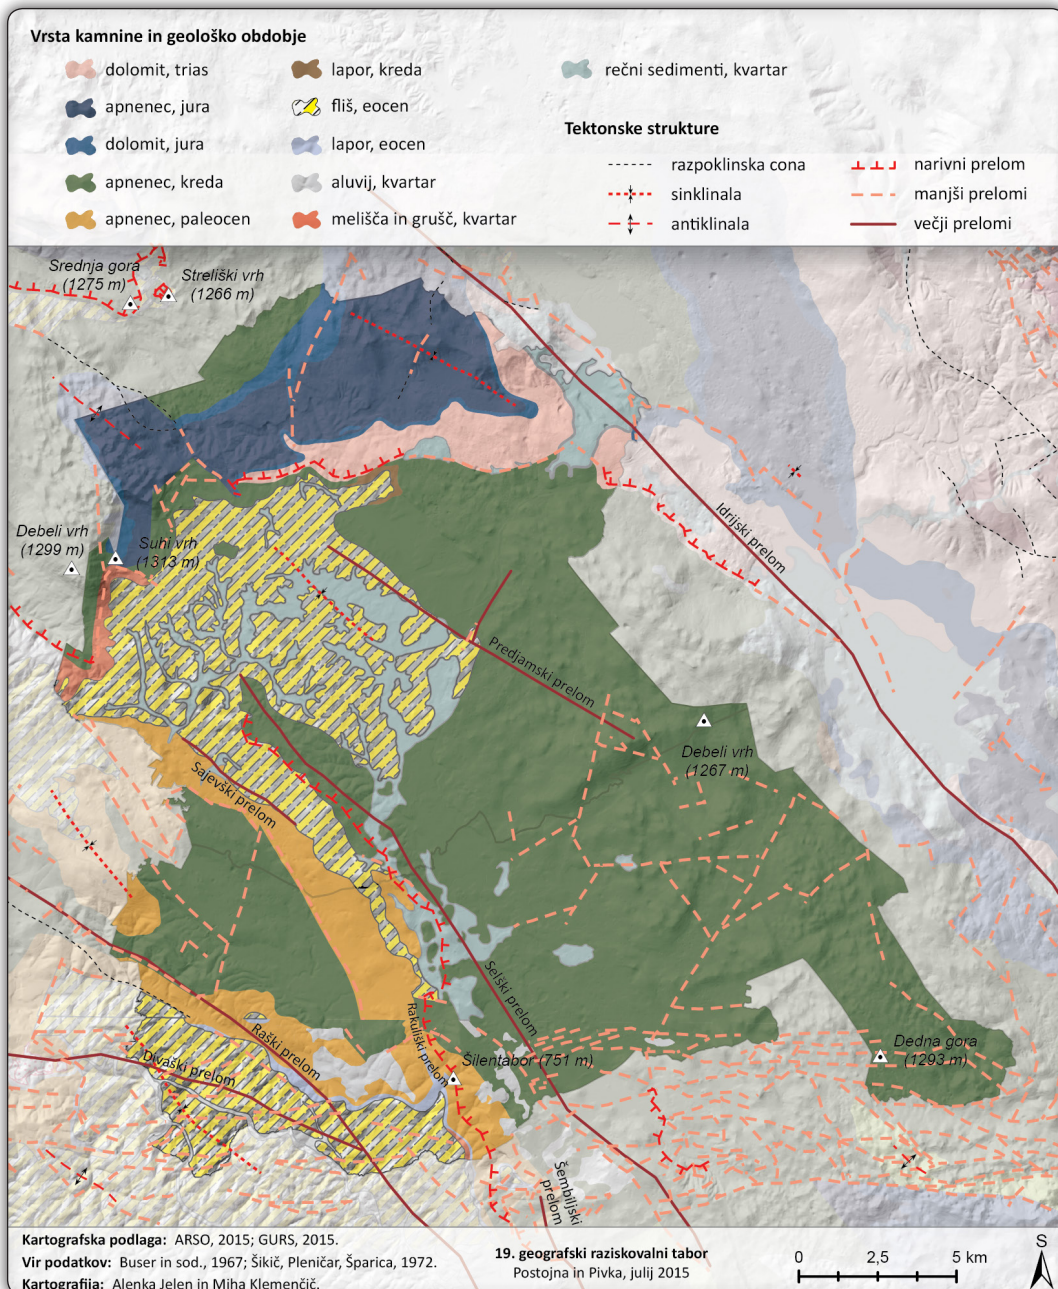 Vrsta kamnine in geološko obdobje
dolomit, trias
apnenec, jura
dolomit, jura
apnenec, kreda
apnenec, paleocen
lapor, kreda
fliš, eocen
lapor, eocen
aluvij, kvartar
melišča in grušč, kvartar
rečni sedimenti, kvartar
Tektonske strukture
razpoklinska cona
sinklinala
antiklinala
narivni prelom
manjši prelomi
večji prelomi
Srednja gora
(1275 m)
Streliški vrh
(1266 m)
Debeli vrh
(1299 m)
Suhi vrh
(1313 m)
Idrijski prelom
Predjamski prelom
Debeli vrh
(1267 m)
Sajevški prelom
Selški prelom
Rakuliški prelom
Raški prelom
Divaški prelom
Šilentabor (751 m)
Dedna gora
(1293 m)
Šembiljski
prelom
Kartografska podlaga: ARSO, 2015; GURS, 2015.
Vir podatkov: Buser in sod., 1967; Šikić, Pleničar, Šparica, 1972.
Kartografija: Alenka Jelen in Miha Klemenčič.
19. geografski raziskovalni tabor
Postojna in Pivka, julij 2015
0 2,5 5 km
S